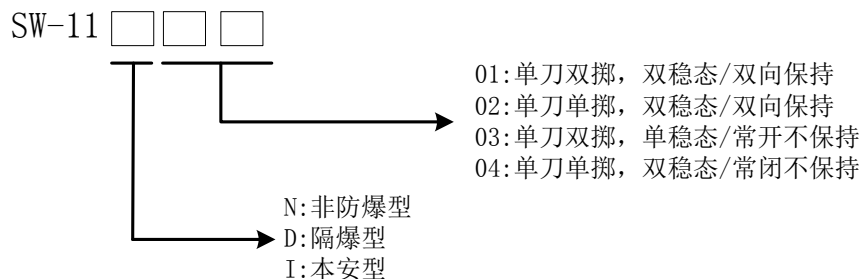 SW-11
01:单刀双掷，双稳态/双向保持
02:单刀单掷，双稳态/双向保持
03:单刀双掷，单稳态/常开不保持
04:单刀单掷，双稳态/常闭不保持
N:非防爆型
D:隔爆型
I:本安型